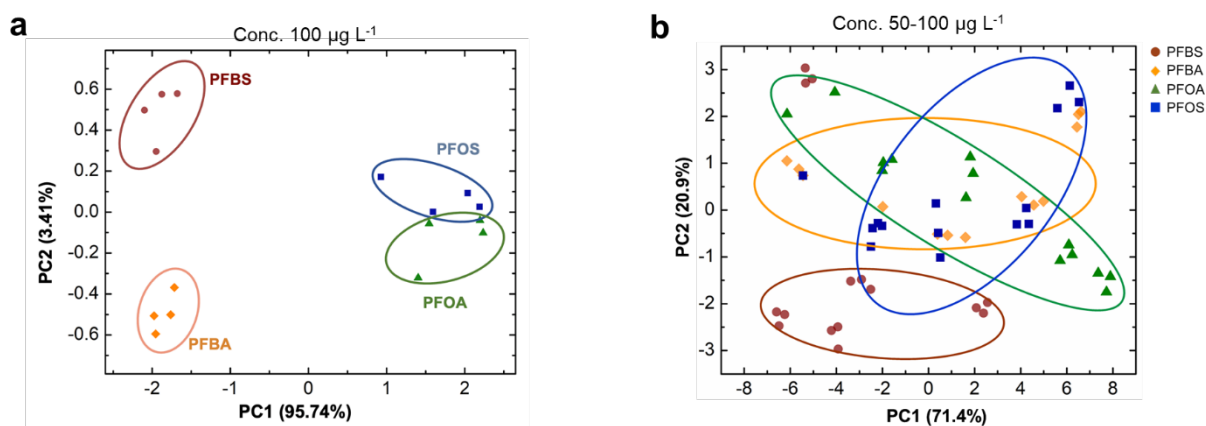 a
Conc. 100 µg L-1
PFBS
PFOS
PFOA
PFBA
PC2 (3.41%)
0.6
0.4
0.2
0.0
-0.2
-0.4
-0.6
-2
-1
0
1
2
PC1 (95.74%)
b
Conc. 50-100 µg L-1
PFBS
PFBA
PFOA
PFOS
PC2 (20.9%)
3
2
1
0
-1
-2
-3
-8
-6
-4
-2
0
2
4
6
8
PC1 (71.4%)